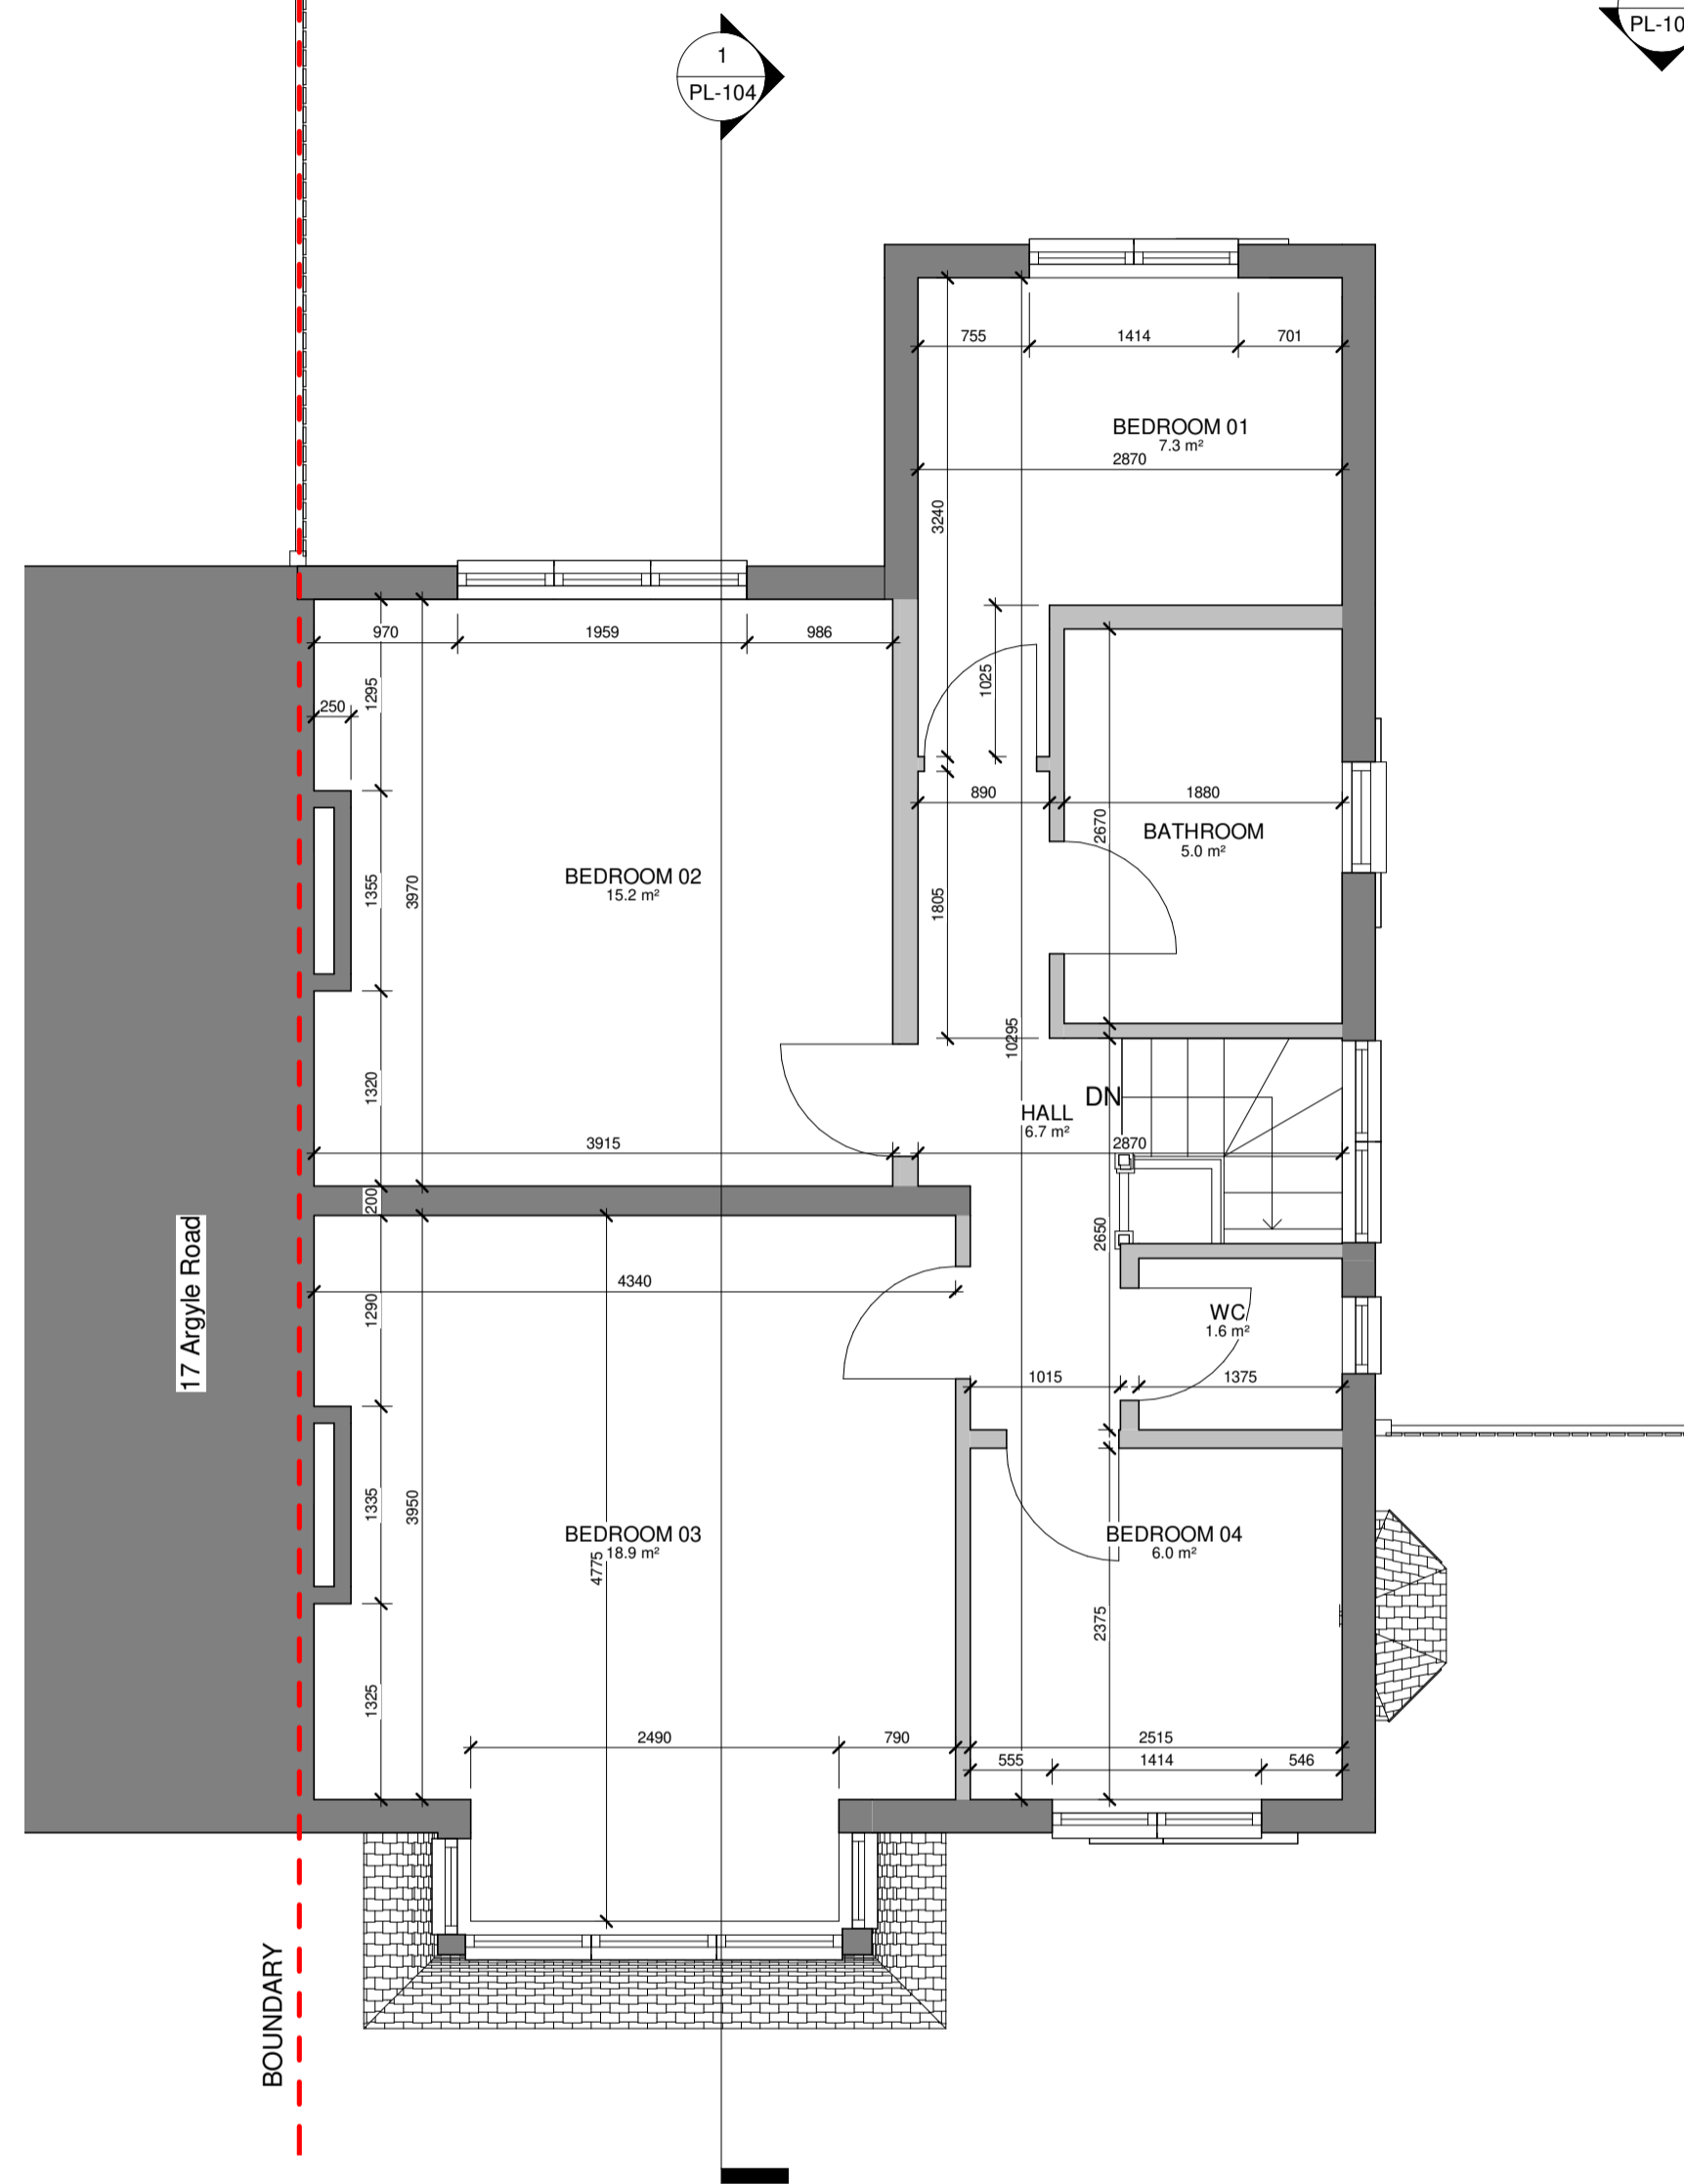 1
PL-104
PL-10
755
1414
701
BEDROOM 01
7.3 m²
2870
3240
970
1959
986
1295
250
1025
890
1880
2670
BATHROOM
5.0 m²
BEDROOM 02
15.2 m²
1355
3970
1805
10295
1320
DN
HALL
6.7 m²
3915
2870
200
2650
17 Argyle Road
4340
1290
WC
1.6 m²
1015
1375
1335
3950
BEDROOM 03
18.9 m²
4775
BEDROOM 04
6.0 m²
2375
1325
2490
790
2515
555
1414
546
BOUNDARY